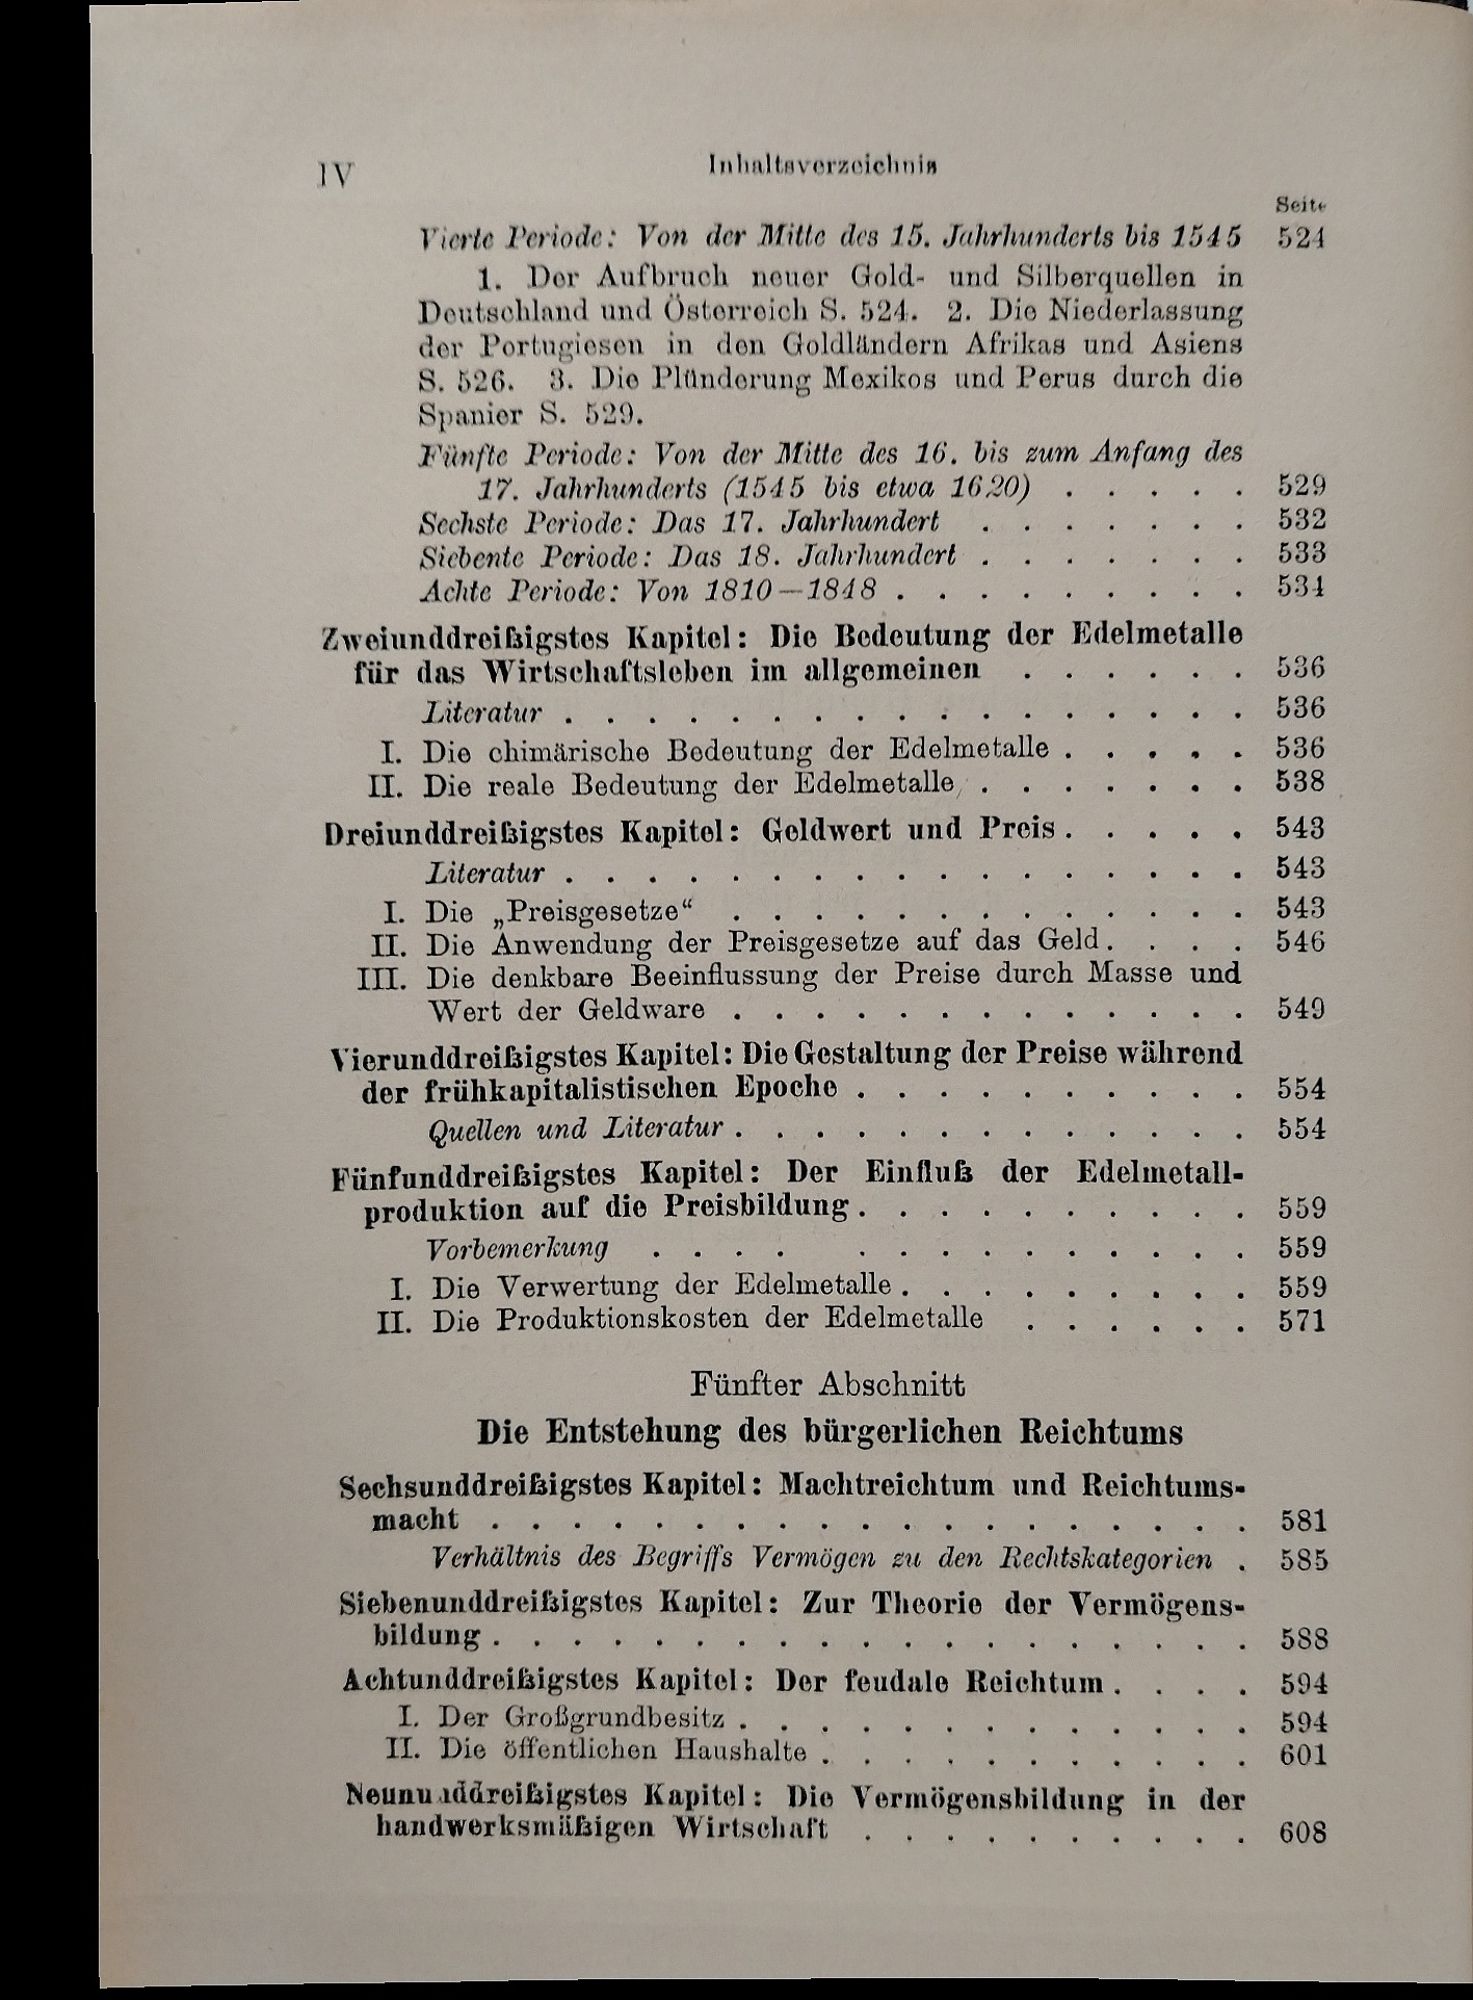 IV
Inhaltsverzeichnis
Seite
Vierte Periode: Von der Mitte des 15. Jahrhunderts bis 1545 524
1. Der Aufbruch neuer Gold- und Silberquellen in
Deutschland und Österreich S. 524. 2. Die Niederlassung
der Portugiesen in den Goldländern Afrikas und Asiens
S. 526. 3. Die Plünderung Mexikos und Perus durch die
Spanier S. 529.
Fünfte Periode: Von der Mitte des 16. bis zum Anfang des
17. Jahrhunderts (1545 bis etwa 1620) . . . . . 529
Sechste Periode: Das 17. Jahrhundert . . . . . . . 532
Siebente Periode: Das 18. Jahrhundert . . . . . . . 533
Achte Periode: Von 1810—1848 . . . . . . . . . 534
Zweiunddreißigstes Kapitel: Die Bedeutung der Edelmetalle
für das Wirtschaftsleben im allgemeinen . . . . . . 536
Literatur . . . . . . . . . . . . . . . . . 536
I. Die chimärische Bedeutung der Edelmetalle . . . . . 536
II. Die reale Bedeutung der Edelmetalle . . . . . . . 538
Dreiunddreißigstes Kapitel: Geldwert und Preis . . . . . 543
Literatur . . . . . . . . . . . . . . . . . 543
I. Die „Preisgesetze“ . . . . . . . . . . . . . 543
II. Die Anwendung der Preisgesetze auf das Geld . . . . 546
III. Die denkbare Beeinflussung der Preise durch Masse und
Wert der Geldware . . . . . . . . . . . . . 549
Vierunddreißigstes Kapitel: Die Gestaltung der Preise während
der frühkapitalistischen Epoche . . . . . . . . . . 554
Quellen und Literatur . . . . . . . . . . . . . 554
Fünfunddreißigstes Kapitel: Der Einfluß der Edelmetall-
produktion auf die Preisbildung . . . . . . . . . . 559
Vorbemerkung . . . . . . . . . . . . . . 559
I. Die Verwertung der Edelmetalle . . . . . . . . . 559
II. Die Produktionskosten der Edelmetalle . . . . . . 571
Fünfter Abschnitt
Die Entstehung des bürgerlichen Reichtums
Sechsunddreißigstes Kapitel: Machtreichtum und Reichtums-
macht . . . . . . . . . . . . . . . . . . . 581
Verhältnis des Begriffs Vermögen zu den Rechtskategorien . 585
Siebenunddreißigstes Kapitel: Zur Theorie der Vermögens-
bildung . . . . . . . . . . . . . . . . . . . 588
Achtunddreißigstes Kapitel: Der feudale Reichtum . . . . 594
I. Der Großgrundbesitz . . . . . . . . . . . . . 594
II. Die öffentlichen Haushalte . . . . . . . . . . . 601
Neununddreißigstes Kapitel: Die Vermögensbildung in der
handwerksmäßigen Wirtschaft . . . . . . . . . . 608